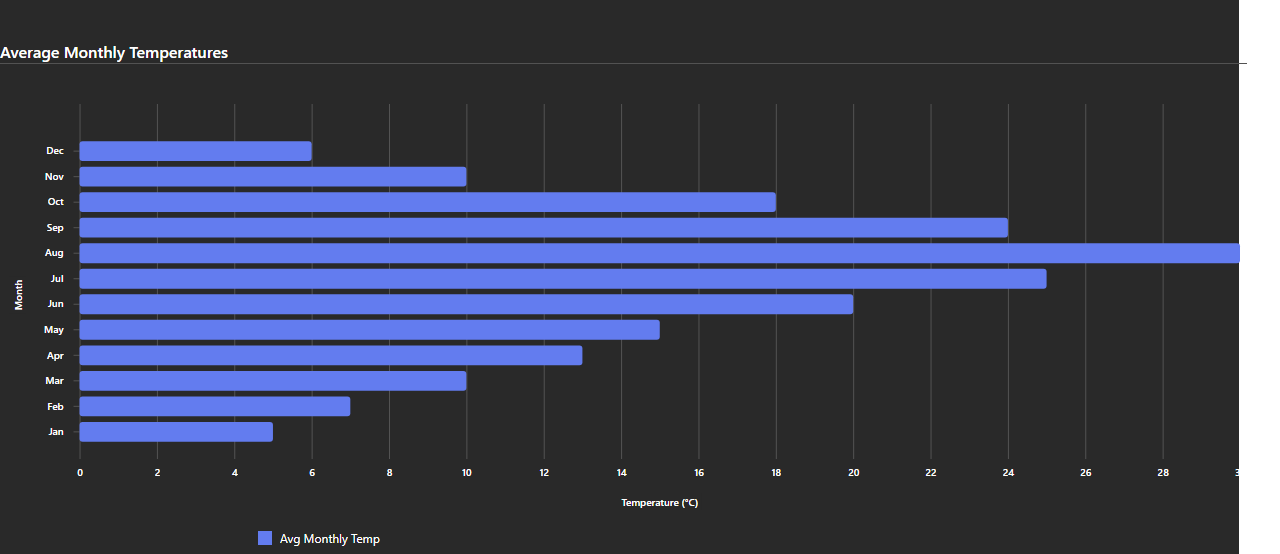 Average Monthly Temperatures
Dec
Nov
Oct
Sep
Aug
Jul
Month
Jun
May
Apr
Mar
Feb
Jan
0 2 4 6 8 10 12 14 16 18 20 22 24 26 28
Temperature (°C)
Avg Monthly Temp